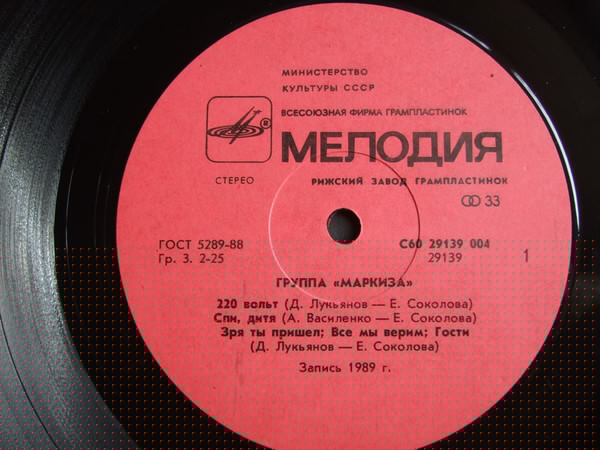 МИНИСТЕРСТВО
КУЛЬТУРЫ СССР
ВСЕСОЮЗНАЯ ФИРМА ГРАМПЛАСТИНОК
МЕЛОДИЯ
СТЕРЕО
РИЖСКИЙ ЗАВОД ГРАМПЛАСТИНОК
33
ГОСТ 5289-88
С60 29139 004
Гр. 3. 2-25
29139
1
ГРУППА «МАРКИЗА»
220 вольт (Д. Лукьянов — Е. Соколова)
Спи, дитя (А. Василенко — Е. Соколова)
Зря ты пришел; Все мы верим; Гости
(Д. Лукьянов — Е. Соколова)
Запись 1989 г.